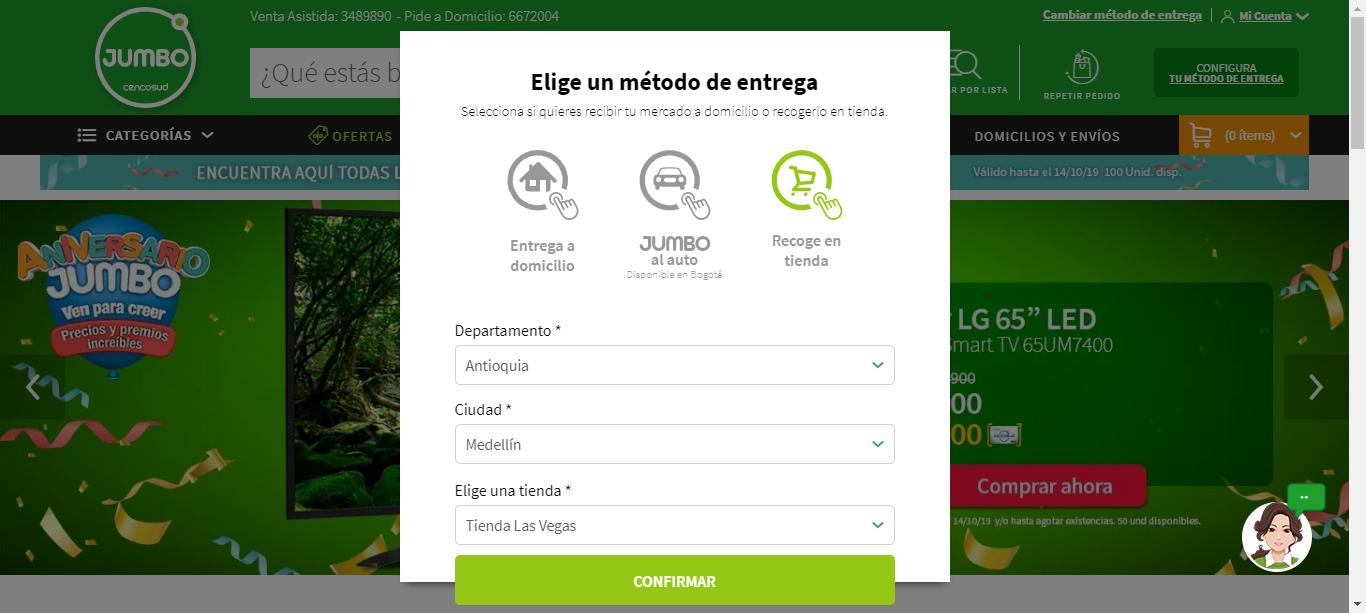 Venta Asistida: 3489890 - Pide a Domicilio: 6672004
Cambiar método de entrega
Mi Cuenta
JUMBO
cencosud
¿Qué estás b
R POR LISTA
REPETIR PEDIDO
CONFIGURA
TU MÉTODO DE ENTREGA
CATEGORÍAS
OFERTAS
DOMICILIOS Y ENVÍOS
(0 ítems)
ENCUENTRA AQUÍ TODAS L
Válido hasta el 14/10/19 100 Unid. disp.
Elige un método de entrega
Selecciona si quieres recibir tu mercado a domicilio o recogerlo en tienda.
Entrega a
domicilio
JUMBO
al auto
Disponible en Bogotá
Recoge en
tienda
Departamento *
Antioquia
Ciudad *
Medellín
Elige una tienda *
Tienda Las Vegas
CONFIRMAR
ANIVERSARIO
JUMBO
Ven para creer
Precios y premios
increíbles
LG 65” LED
Smart TV 65UM7400
900
00
00
Comprar ahora
14/10/19 y/o hasta agotar existencias. 50 und disponibles.